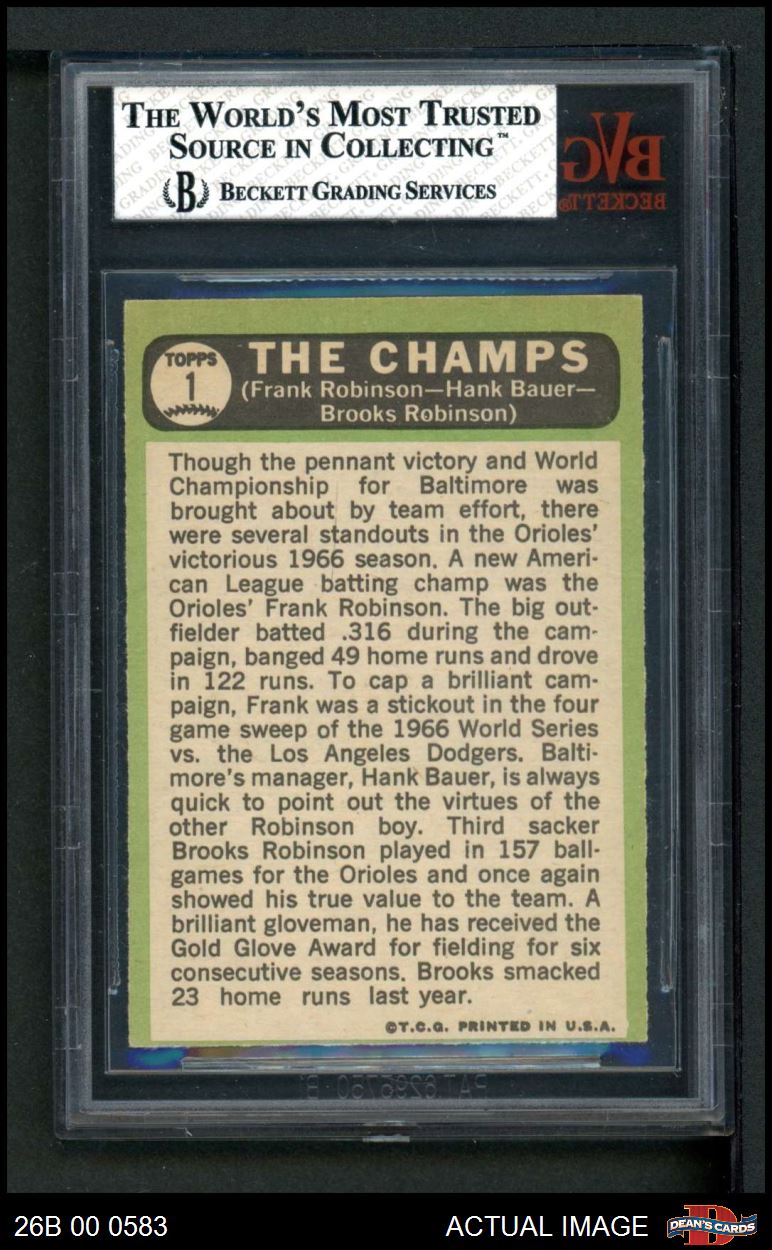 THE WORLD'S MOST TRUSTED
SOURCE IN COLLECTING™
B BECKETT GRADING SERVICES
BVG
BECKETT®
TOPPS
1
THE CHAMPS
(Frank Robinson—Hank Bauer—
Brooks Robinson)
Though the pennant victory and World
Championship for Baltimore was
brought about by team effort, there
were several standouts in the Orioles'
victorious 1966 season. A new Ameri-
can League batting champ was the
Orioles' Frank Robinson. The big out-
fielder batted .316 during the cam-
paign, banged 49 home runs and drove
in 122 runs. To cap a brilliant cam-
paign, Frank was a stickout in the four
game sweep of the 1966 World Series
vs. the Los Angeles Dodgers. Balti-
more's manager, Hank Bauer, is always
quick to point out the virtues of the
other Robinson boy. Third sacker
Brooks Robinson played in 157 ball-
games for the Orioles and once again
showed his true value to the team. A
brilliant gloveman, he has received the
Gold Glove Award for fielding for six
consecutive seasons. Brooks smacked
23 home runs last year.
©T.C.G. PRINTED IN U.S.A.
26B 00 0583
ACTUAL IMAGE
DEAN'S CARDS